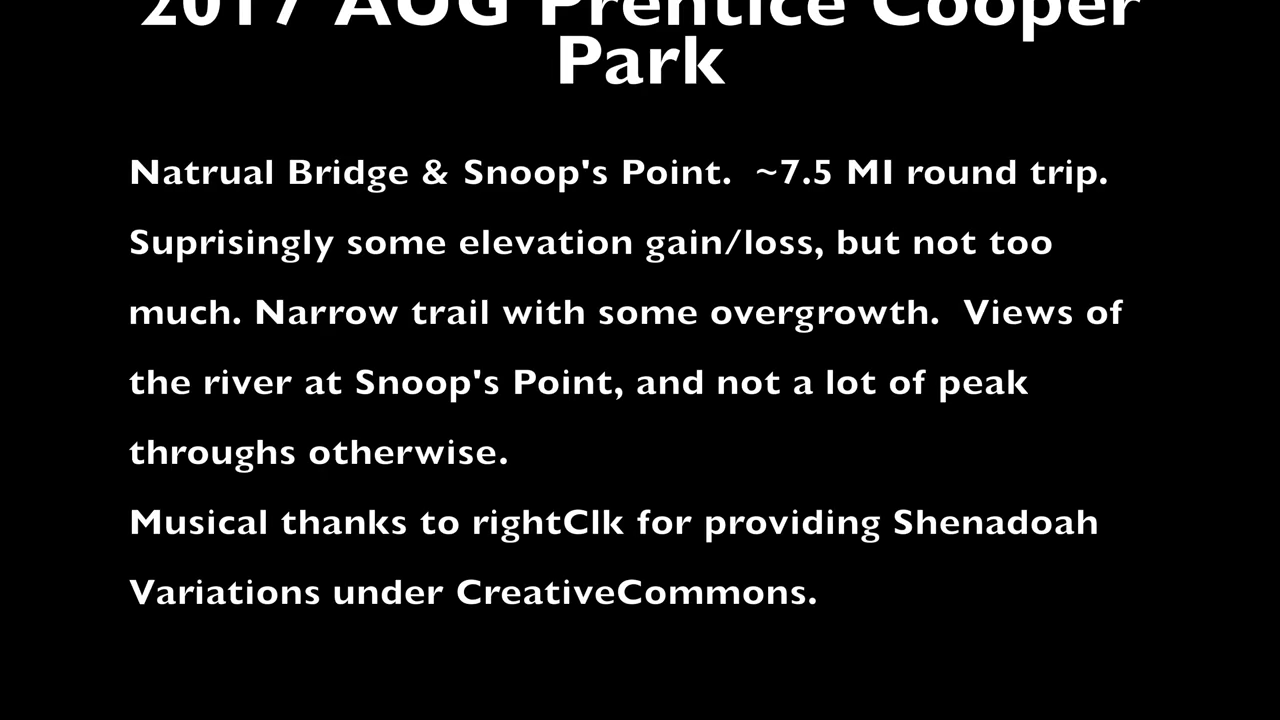 2017 AUG Prentice Cooper
Park
Natrual Bridge & Snoop's Point.  ~7.5 MI round trip.
Suprisingly some elevation gain/loss, but not too
much. Narrow trail with some overgrowth.  Views of
the river at Snoop's Point, and not a lot of peak
throughs otherwise.
Musical thanks to rightClk for providing Shenadoah
Variations under CreativeCommons.